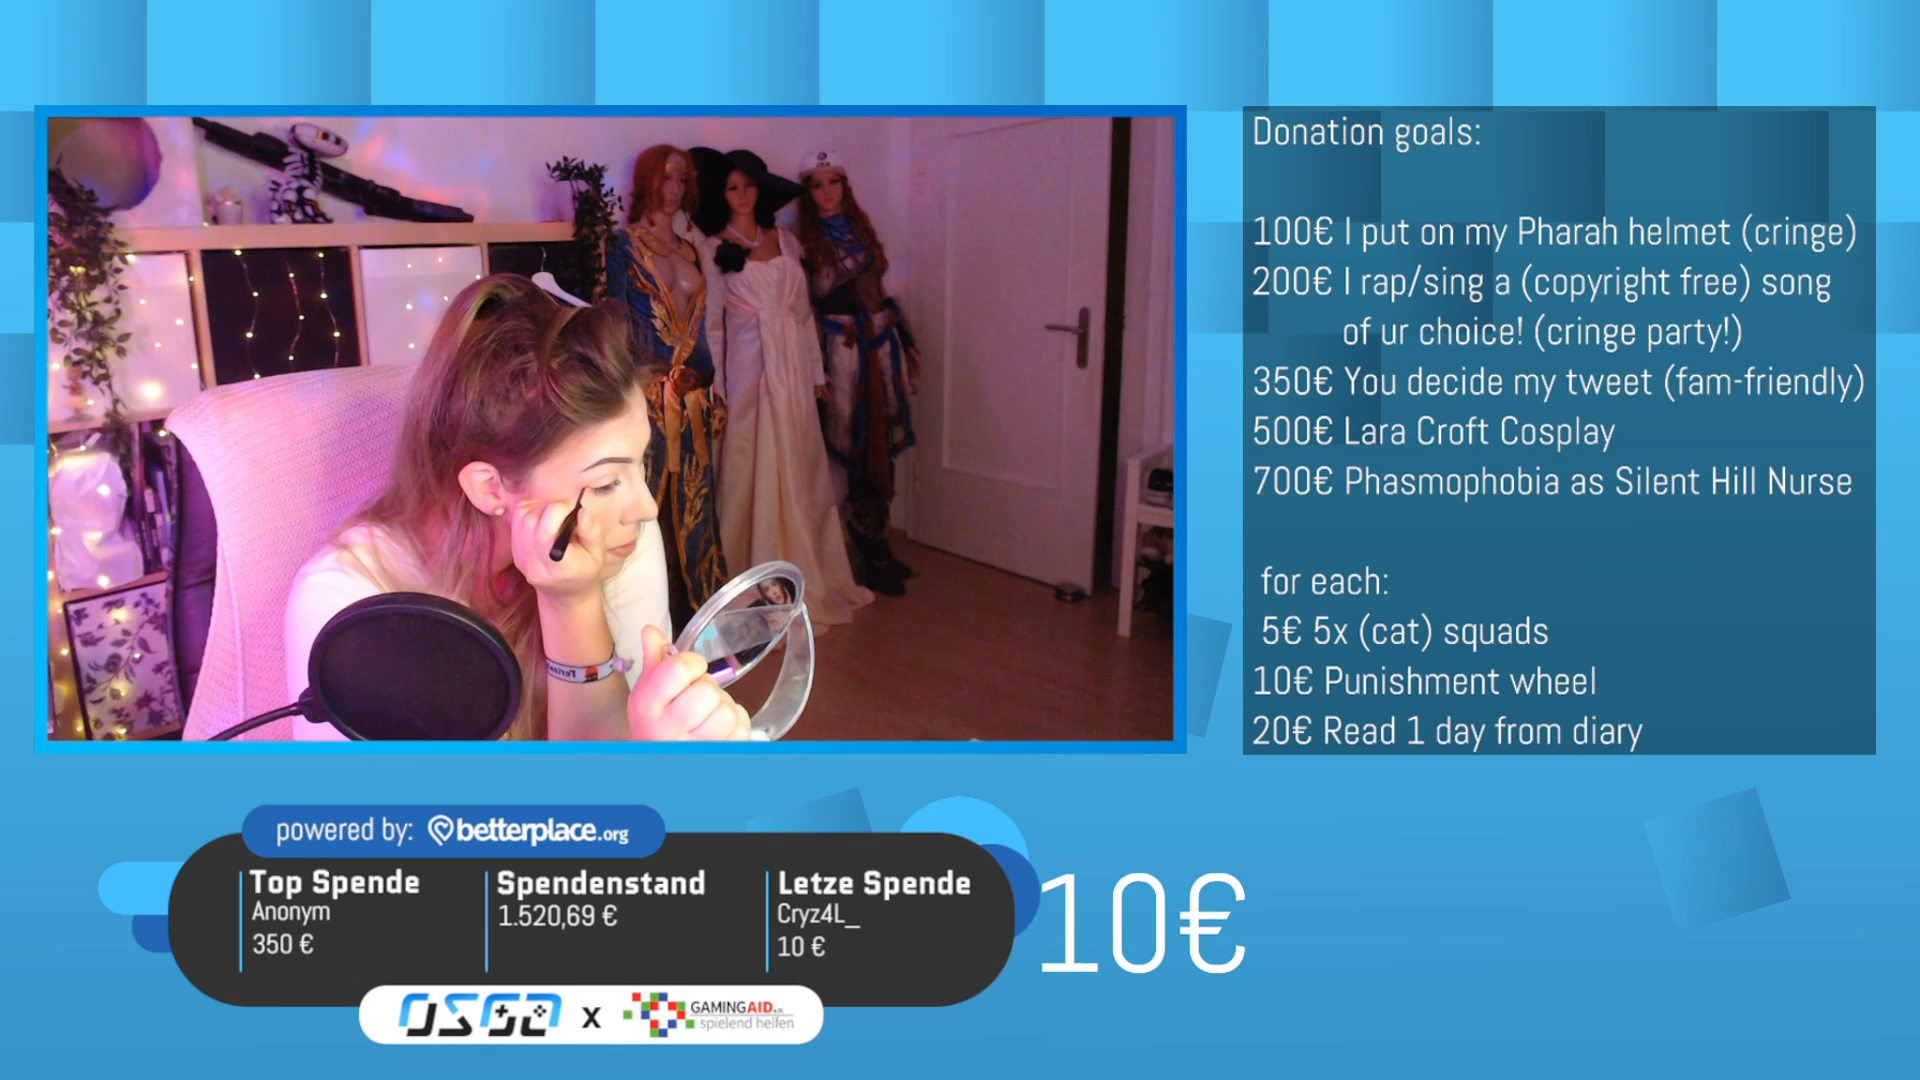 Donation goals:
100€ I put on my Pharah helmet (cringe)
200€ I rap/sing a (copyright free) song
of ur choice! (cringe party!)
350€ You decide my tweet (fam-friendly)
500€ Lara Croft Cosplay
700€ Phasmophobia as Silent Hill Nurse
for each:
5€ 5x (cat) squads
10€ Punishment wheel
20€ Read 1 day from diary
powered by: betterplace.org
Top Spende
Anonym
350 €
Spendenstand
1.520,69 €
Letze Spende
Cryz4L_
10 €
10€
x
GAMINGAID e.V.
spielend helfen